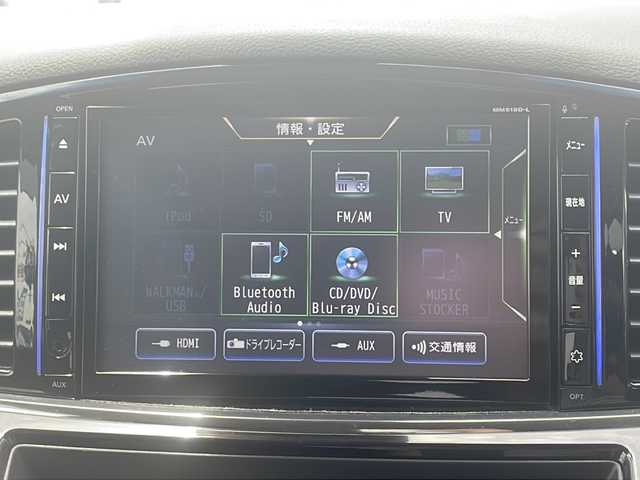 OPEN
MM518D-L
情報・設定
AV
メニュー
AV
iPod
SD
FM/AM
TV
現在地
メニュー
WALKMAN®/
USB
Bluetooth
Audio
CD/DVD/
Blu-ray Disc
MUSIC
STOCKER
+
音量
−
HDMI
ドライブレコーダー
AUX
交通情報
AUX
OPT